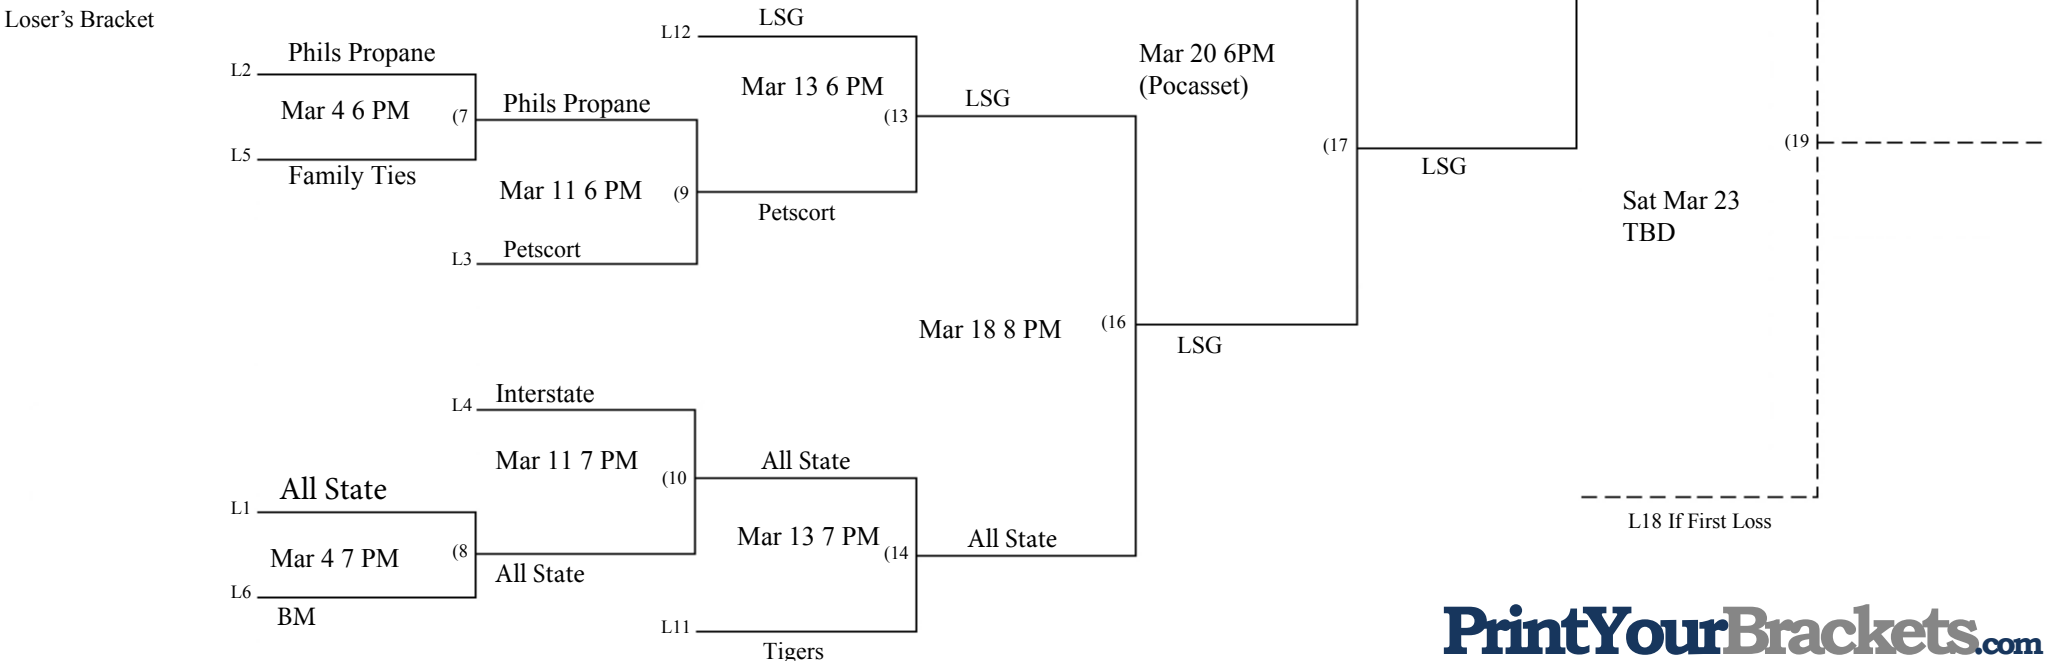 Loser's Bracket
LSG
L12
Phils Propane
L2
Mar 4 6 PM
(7
L5
Family Ties
Phils Propane
Mar 11 6 PM
(9
L3
Petscort
Mar 13 6 PM
(13
Petscort
LSG
Mar 20 6PM
(Pocasset)
(17
LSG
(19
Sat Mar 23
TBD
Mar 18 8 PM
(16
LSG
L4
Interstate
Mar 11 7 PM
(10
All State
L1
All State
Mar 4 7 PM
(8
All State
L6
BM
Mar 13 7 PM
(14
All State
L11
Tigers
L18 If First Loss
PrintYourBrackets.com